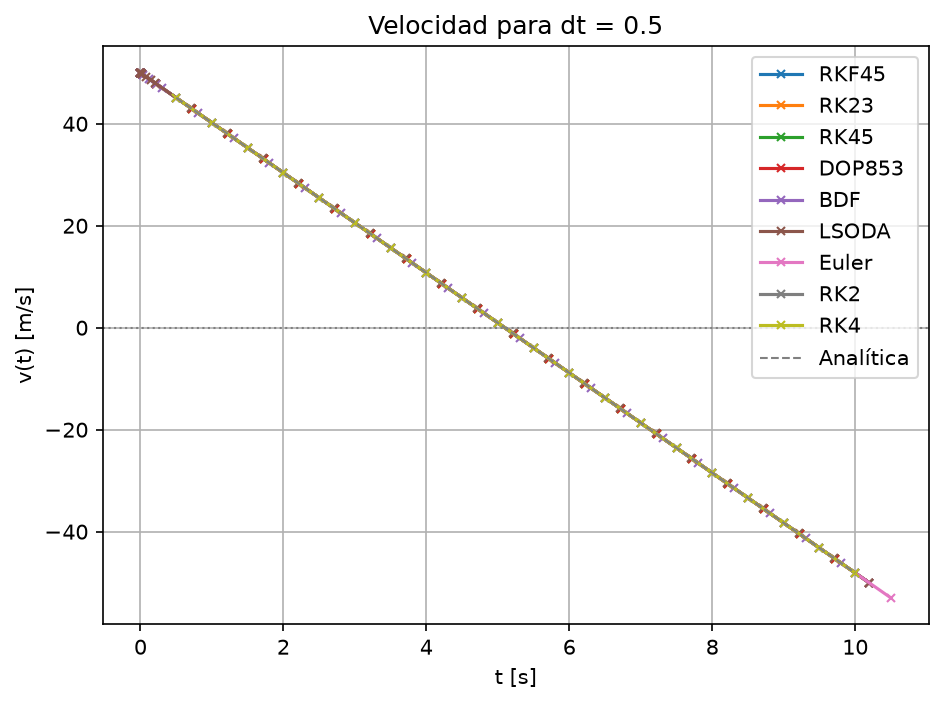 Velocidad para dt = 0.5
RKF45
RK23
RK45
DOP853
BDF
LSODA
Euler
RK2
RK4
Analítica
v(t) [m/s]
40
20
0
−20
−40
0
2
4
6
8
10
t [s]